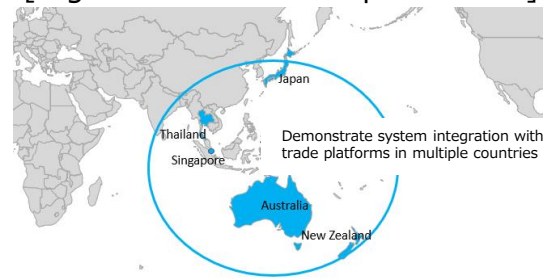 Japan
Thailand
Demonstrate system integration with
trade platforms in multiple countries
Singapore
Australia
New Zealand